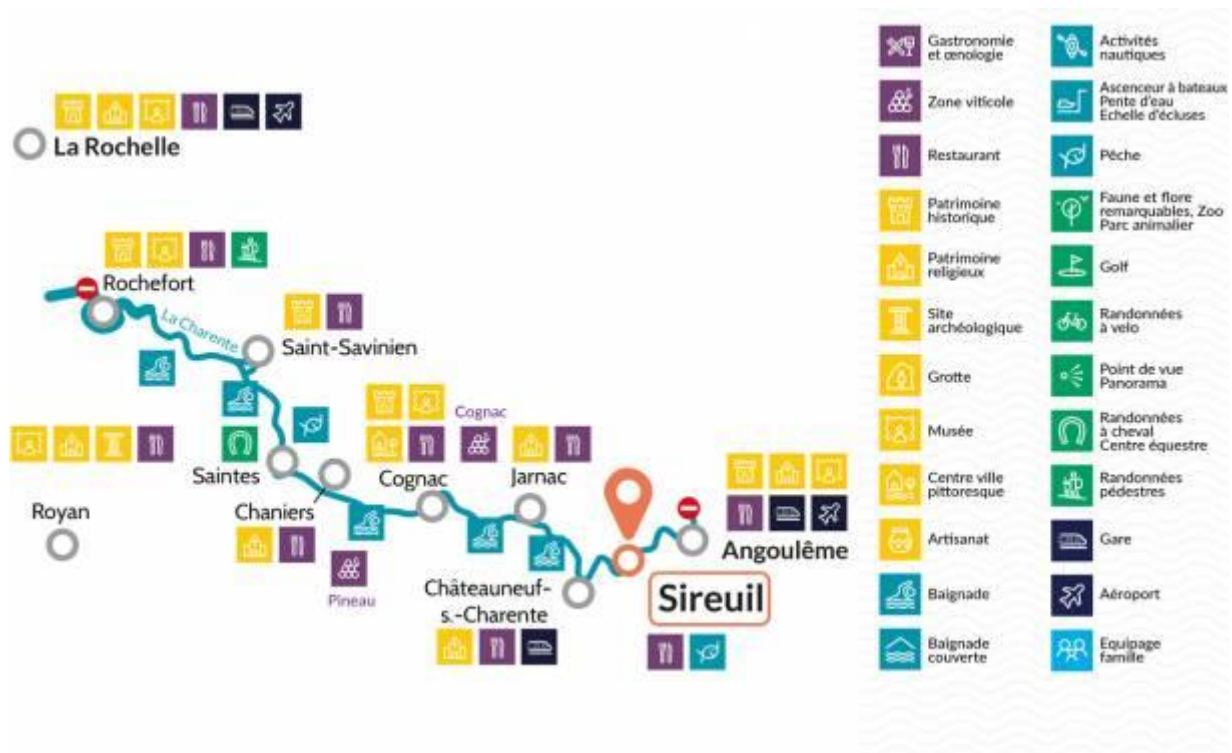 La Rochelle
Rochefort
La Charente
Saint-Savinien
Cognac
Saintes
Cognac
Jarnac
Royan
Chaniers
Angoulême
Pineau
Châteauneuf-
s.-Charente
Sireuil
Gastronomie
et œnologie
Zone viticole
Restaurant
Patrimoine
historique
Patrimoine
religieux
Site
archéologique
Grotte
Musée
Centre ville
pittoresque
Artisanat
Baignade
Baignade
couverte
Activités
nautiques
Ascenceur à bateaux
Pente d'eau
Echelle d'écluses
Pêche
Faune et flore
remarquables, Zoo
Parc animalier
Golf
Randonnées
à velo
Point de vue
Panorama
Randonnées
à cheval
Centre équestre
Randonnées
pédestres
Gare
Aéroport
Equipage
famille